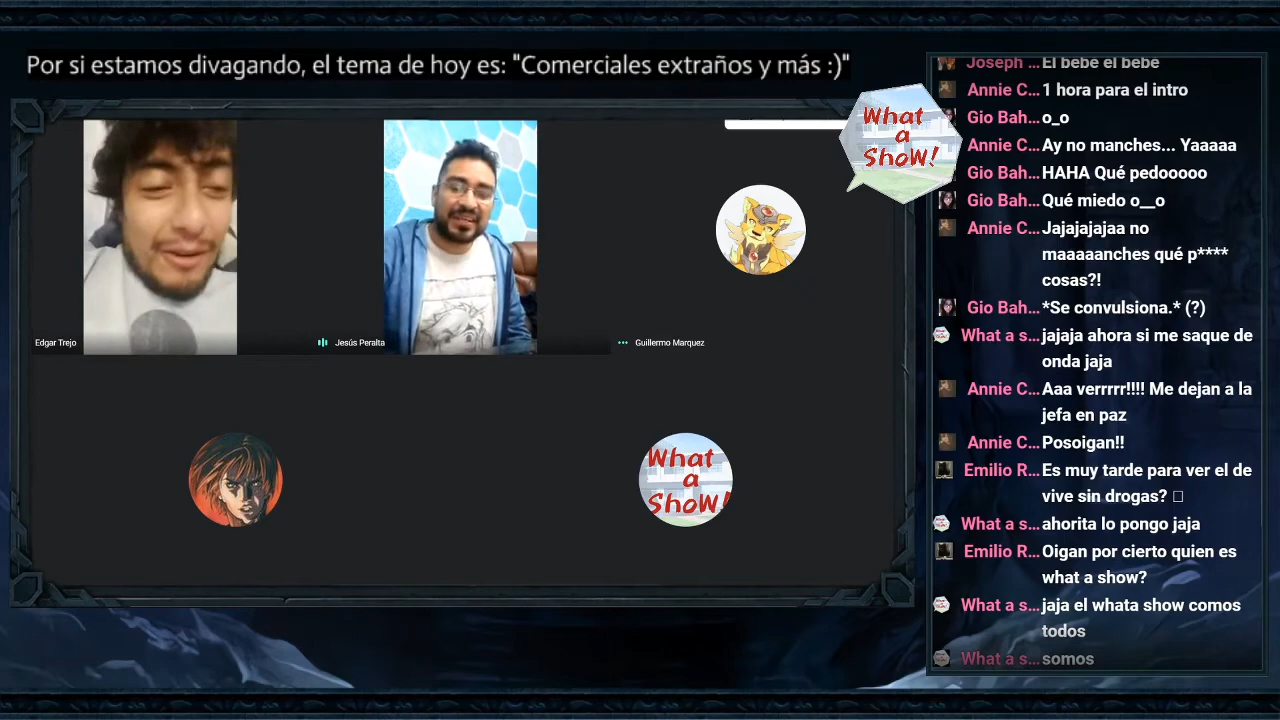 Por si estamos divagando, el tema de hoy es: "Comerciales extraños y más :)"
What
a
ShoW!
Edgar Trejo
Jesús Peralta
Guillermo Marquez
What
a
ShoW!
Joseph ... El bebe el bebe
Annie C... 1 hora para el intro
Gio Bah... o_o
Annie C... Ay no manches... Yaaaaa
Gio Bah... HAHA Qué pedooooo
Gio Bah... Qué miedo o__o
Annie C... Jajajajajaa no
maaaaanches qué p****
cosas?!
Gio Bah... *Se convulsiona.* (?)
What a s... jajaja ahora si me saque de
onda jaja
Annie C... Aaa verrrrr!!!! Me dejan a la
jefa en paz
Annie C... Posoigan!!
Emilio R... Es muy tarde para ver el de
vive sin drogas? □
What a s... ahorita lo pongo jaja
Emilio R... Oigan por cierto quien es
what a show?
What a s... jaja el whata show comos
todos
What a s... somos